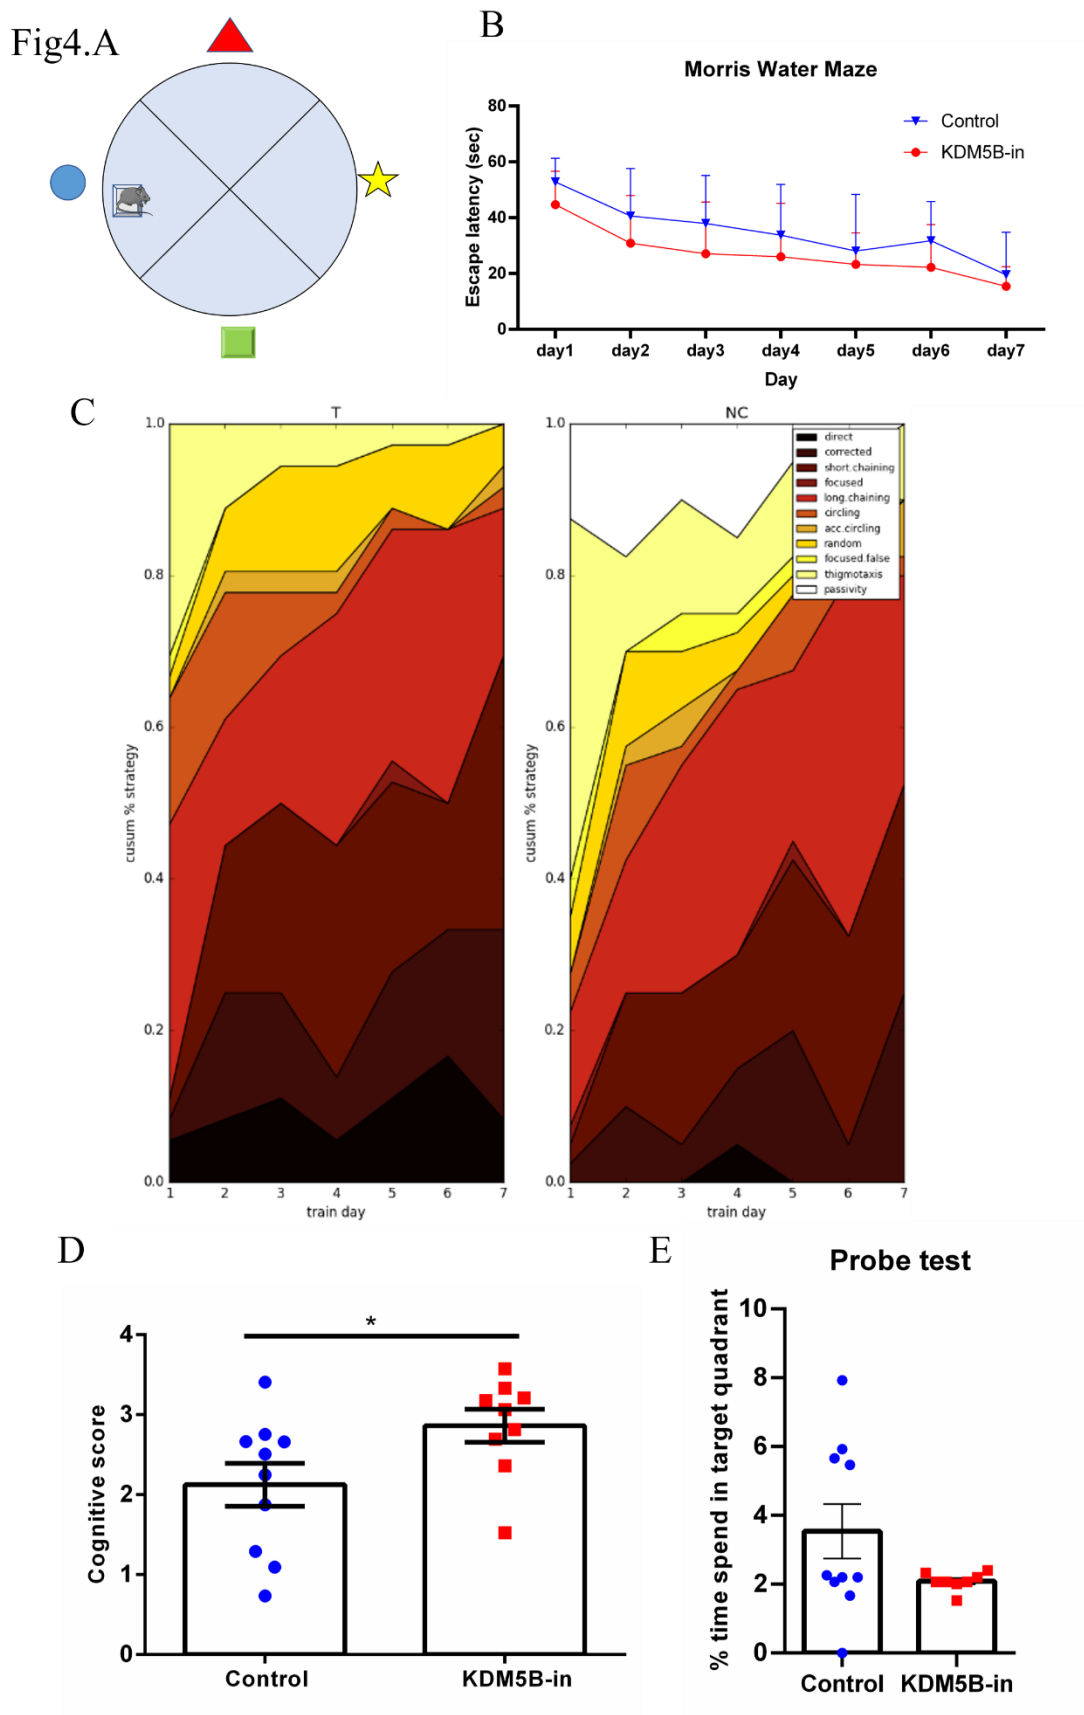 Fig4.A
B
Morris Water Maze
Escape latency (sec)
80
60
40
20
0
Control
KDM5B-in
day1 day2 day3 day4 day5 day6 day7
Day
C
T
cusum % strategy
1.0
0.8
0.6
0.4
0.2
0.0
1 2 3 4 5 6 7
train day
NC
cusum % strategy
1.0
0.8
0.6
0.4
0.2
0.0
direct
corrected
short.chaining
focused
long.chaining
circling
acc.circling
random
focused.false
thigmotaxis
passivity
1 2 3 4 5 6 7
train day
D
Cognitive score
4
3
2
1
0
*
Control KDM5B-in
E
Probe test
% time spend in target quadrant
10
8
6
4
2
0
Control KDM5B-in